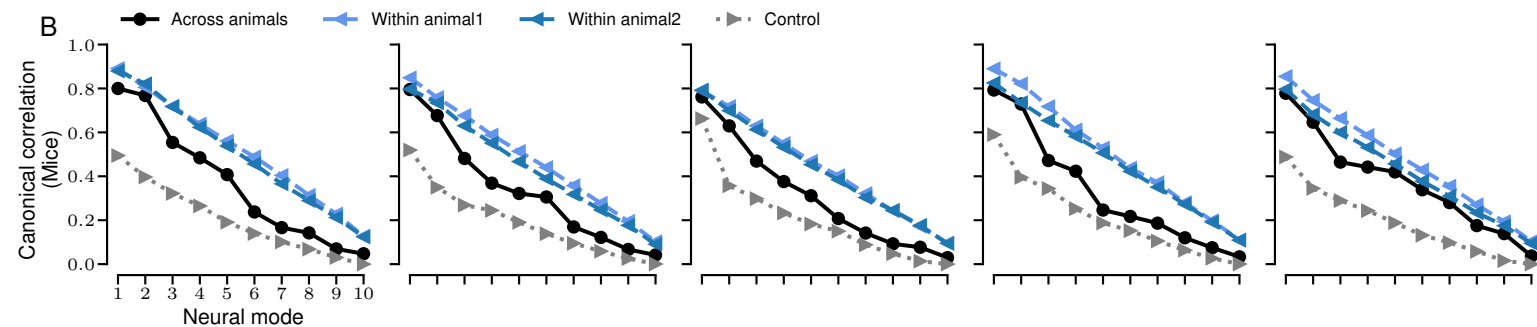 B
Across animals
Within animal1
Within animal2
Control
Canonical correlation
(Mice)
1.0
0.8
0.6
0.4
0.2
0.0
1 2 3 4 5 6 7 8 9 10
Neural mode